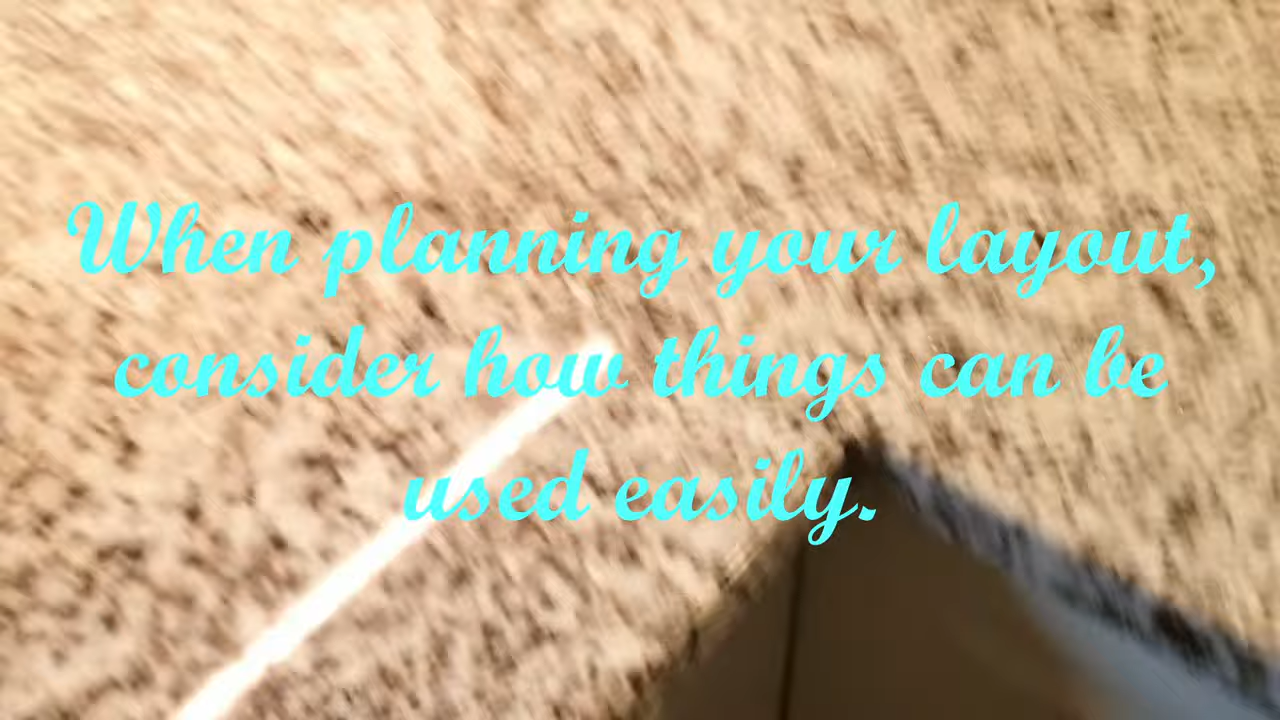 When planning your layout,
consider how things can be
used easily.